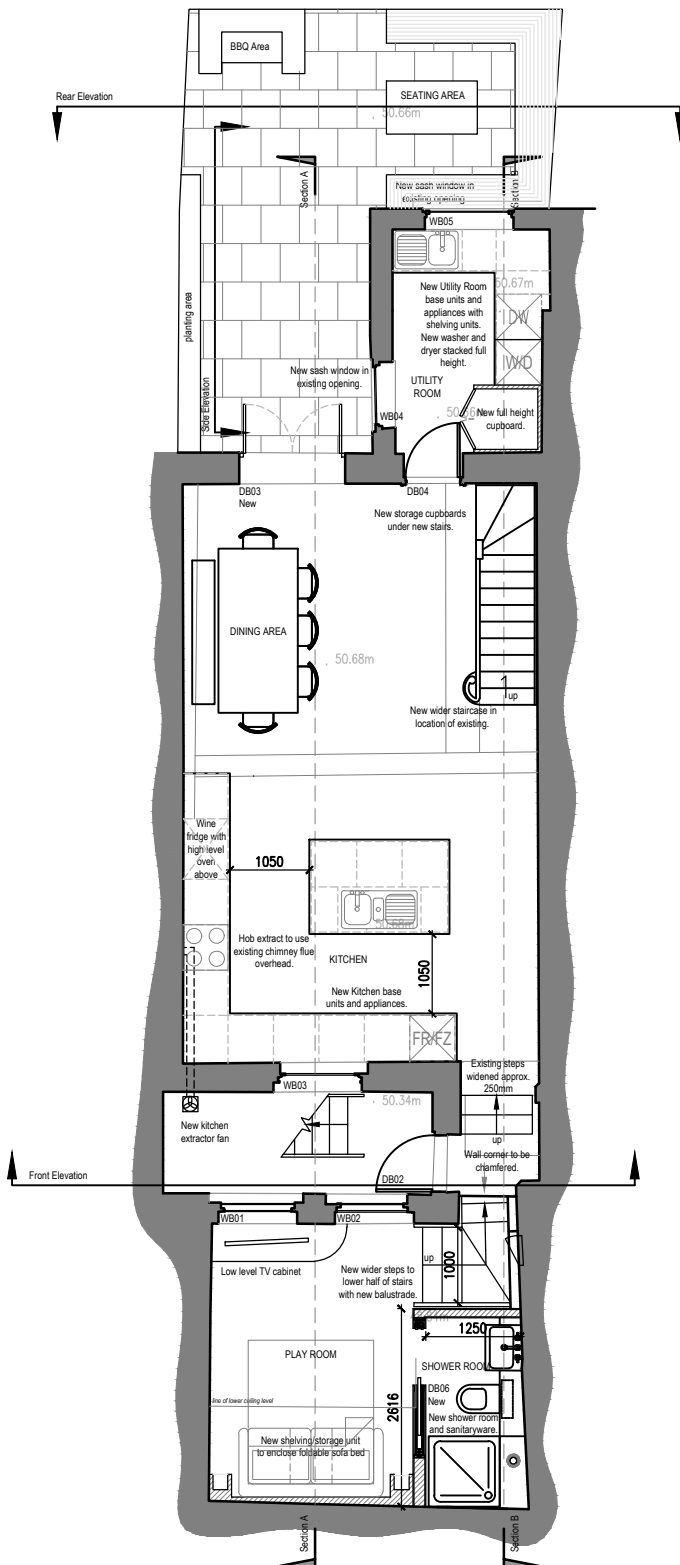 BBQ Area
SEATING AREA
Rear Elevation
50.66m
Section A
Section B
New sash window in
existing opening.
WB05
planting area
Side Elevation
50.67m
New Utility Room
base units and
appliances with
shelving units.
New washer and
dryer stacked full
height.
DW
W/D
New sash window in
existing opening.
UTILITY
ROOM
WB04
New full height
cupboard.
DB03
New
DB04
New storage cupboards
under new stairs.
DINING AREA
50.68m
1
up
New wider staircase in
location of existing.
Wine
fridge with
high level
oven
above
1050
50.68m
Hob extract to use
existing chimney flue
overhead.
KITCHEN
1050
New Kitchen base
units and appliances.
FR/FZ
Existing steps
widened approx.
250mm
WB03
50.34m
up
New kitchen
extractor fan
Wall corner to be
chamfered.
Front Elevation
DB02
WB01
WB02
up
1000
Low level TV cabinet
New wider steps to
lower half of stairs
with new balustrade.
1250
PLAY ROOM
SHOWER ROOM
2616
DB06
New
line of lower ceiling level
New shower room
and sanitaryware.
New shelving/storage unit
to enclose foldable sofa bed
Section A
Section B